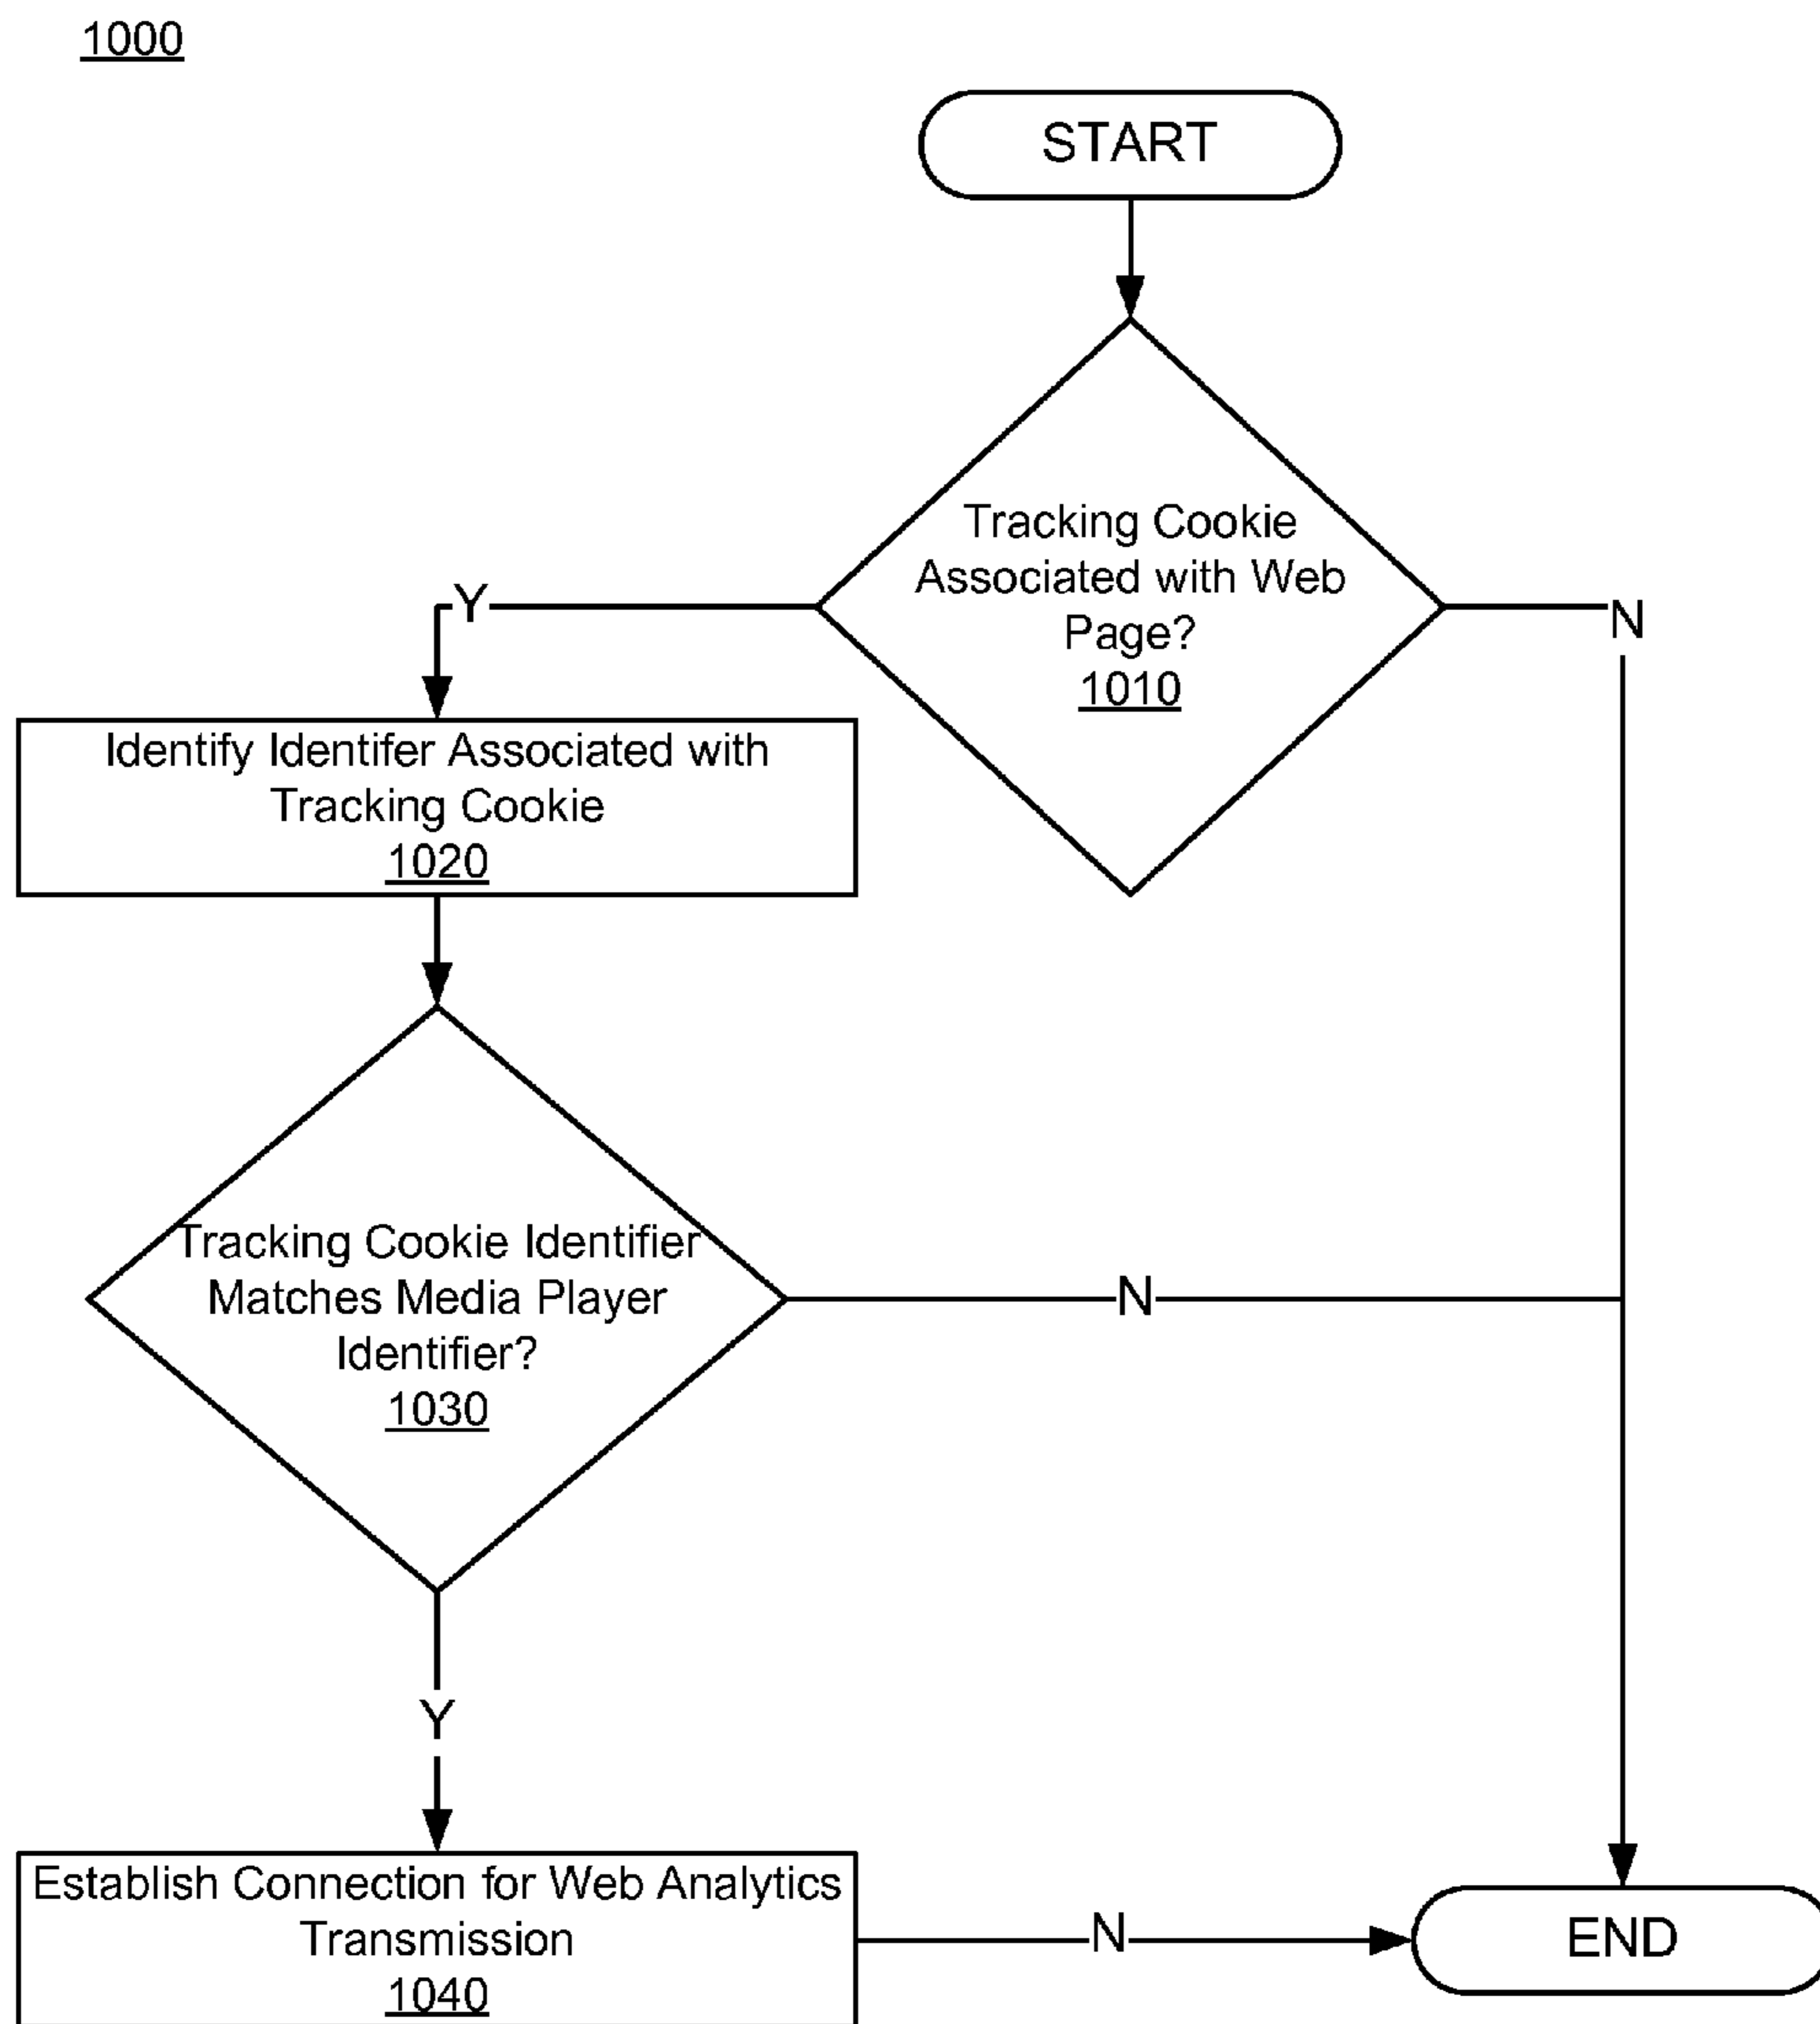 1000
START
Tracking Cookie
Associated with Web
Page?
1010
Y
N
Identify Identifer Associated with
Tracking Cookie
1020
Tracking Cookie Identifier
Matches Media Player
Identifier?
1030
N
Y
Establish Connection for Web Analytics
Transmission
1040
N
END